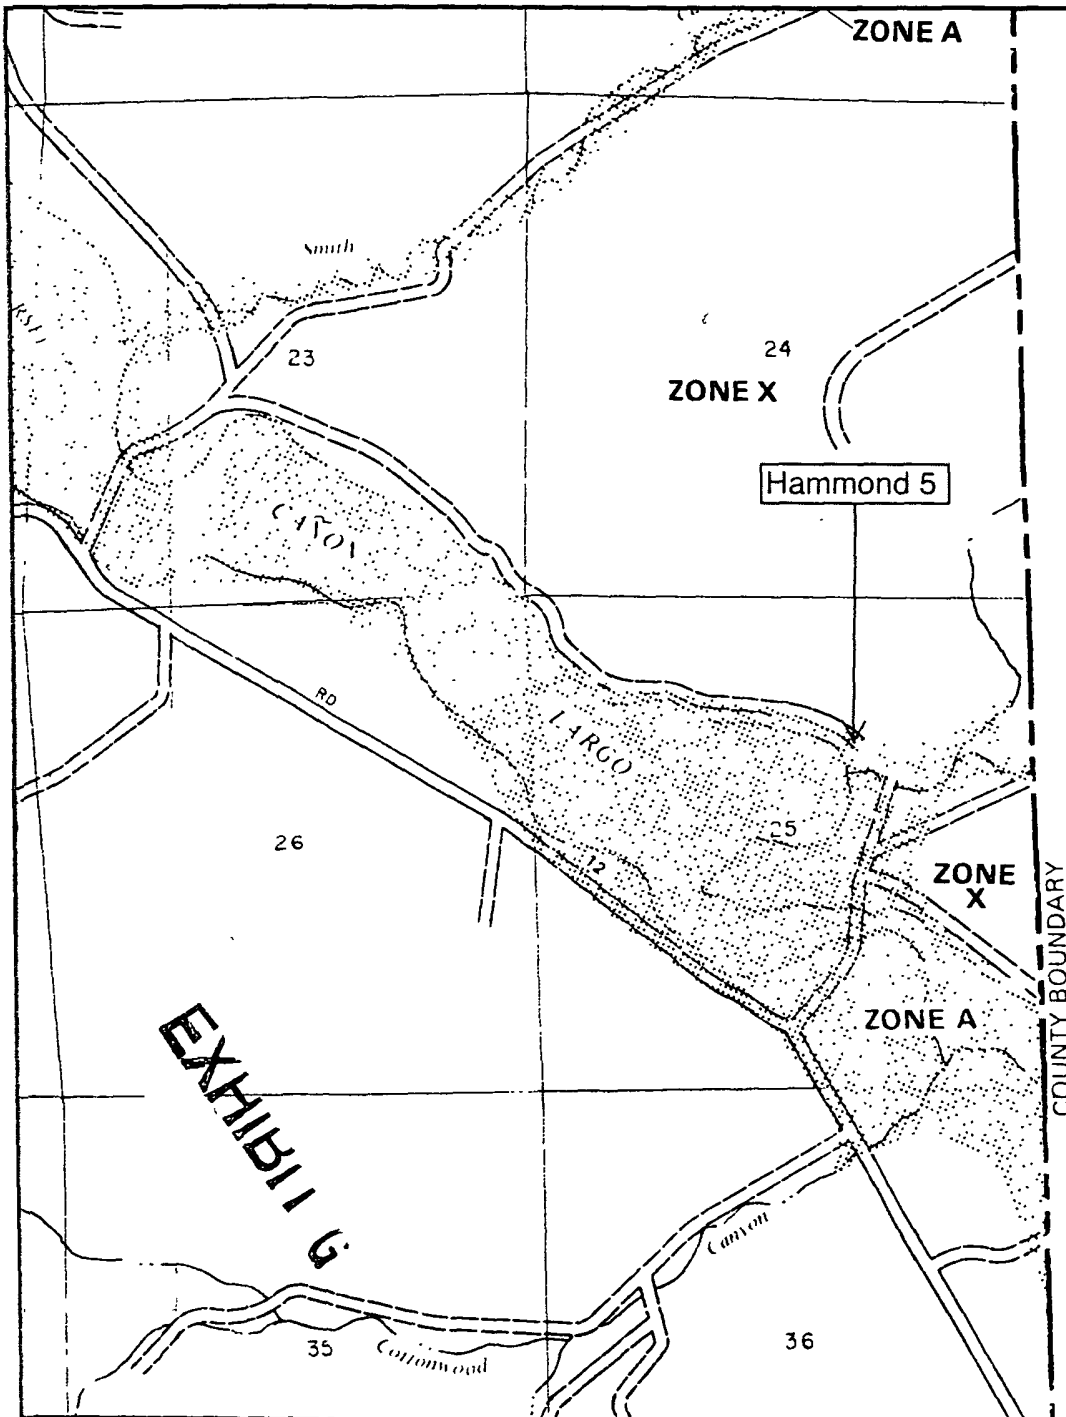 ZONE A
Smith
23
24
ZONE X
Hammond 5
CAÑON
RD
LARGO
25
26
12
ZONE
X
COUNTY BOUNDARY
ZONE A
EXHIBIT G
Canyon
35
Cottonwood
36